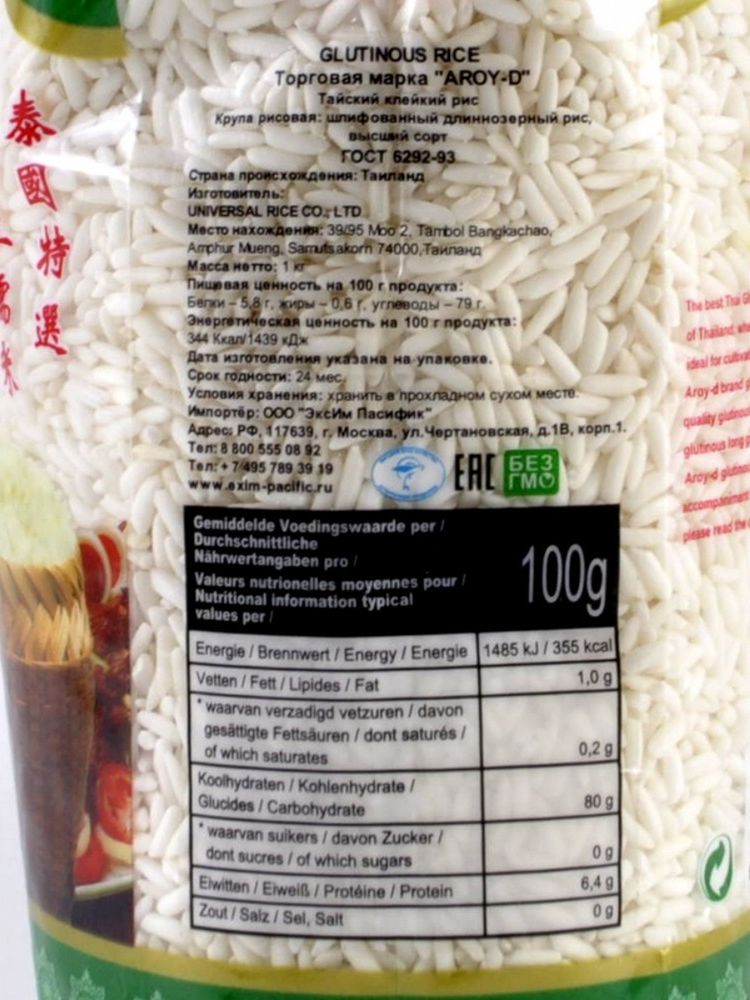 GLUTINOUS RICE
Торговая марка "AROY-D"
Тайский клейкий рис
Крупа рисовая: шлифованный длиннозерный рис,
высший сорт
ГОСТ 6292-93
Страна происхождения: Таиланд
Изготовитель:
UNIVERSAL RICE CO., LTD
Место нахождения: 39/95 Moo 2, Tambol Bangkachao,
Amphur Mueng, Samutsakorn 74000, Таиланд
Масса нетто: 1 кг
Пищевая ценность на 100 г продукта:
Белки – 5,8 г, жиры – 0,6 г, углеводы – 79 г.
Энергетическая ценность на 100 г продукта:
344 Ккал/1439 кДж
Дата изготовления указана на упаковке.
Срок годности: 24 мес.
Условия хранения: хранить в прохладном сухом месте.
Импортёр: ООО "ЭксИм Пасифик"
Адрес: РФ, 117639, г. Москва, ул.Чертановская, д.1В, корп.1.
Тел: 8 800 555 08 92
Тел: +7 495 789 39 19
www.exim-pacific.ru
EAC
БЕЗ
ГМО
Gemiddelde Voedingswaarde per /
Durchschnittliche
Nährwertangaben pro /
Valeurs nutrionelles moyennes pour /
Nutritional information typical
values per /
100g
Energie / Brennwert / Energy / Energie 1485 kJ / 355 kcal
Vetten / Fett / Lipides / Fat 1,0 g
* waarvan verzadigd vetzuren / davon
gesättigte Fettsäuren / dont saturés /
of which saturates 0,2 g
Koolhydraten / Kohlenhydrate /
Glucides / Carbohydrate 80 g
* waarvan suikers / davon Zucker /
dont sucres / of which sugars 0 g
Eiwitten / Eiweiß / Protéine / Protein 6,4 g
Zout / Salz / Sel, Salt 0 g
泰國特選
糯米
The best Thai
of Thailand,
ideal for
Aroy-d brand
quality
glutinous long
Aroy-d
please read the